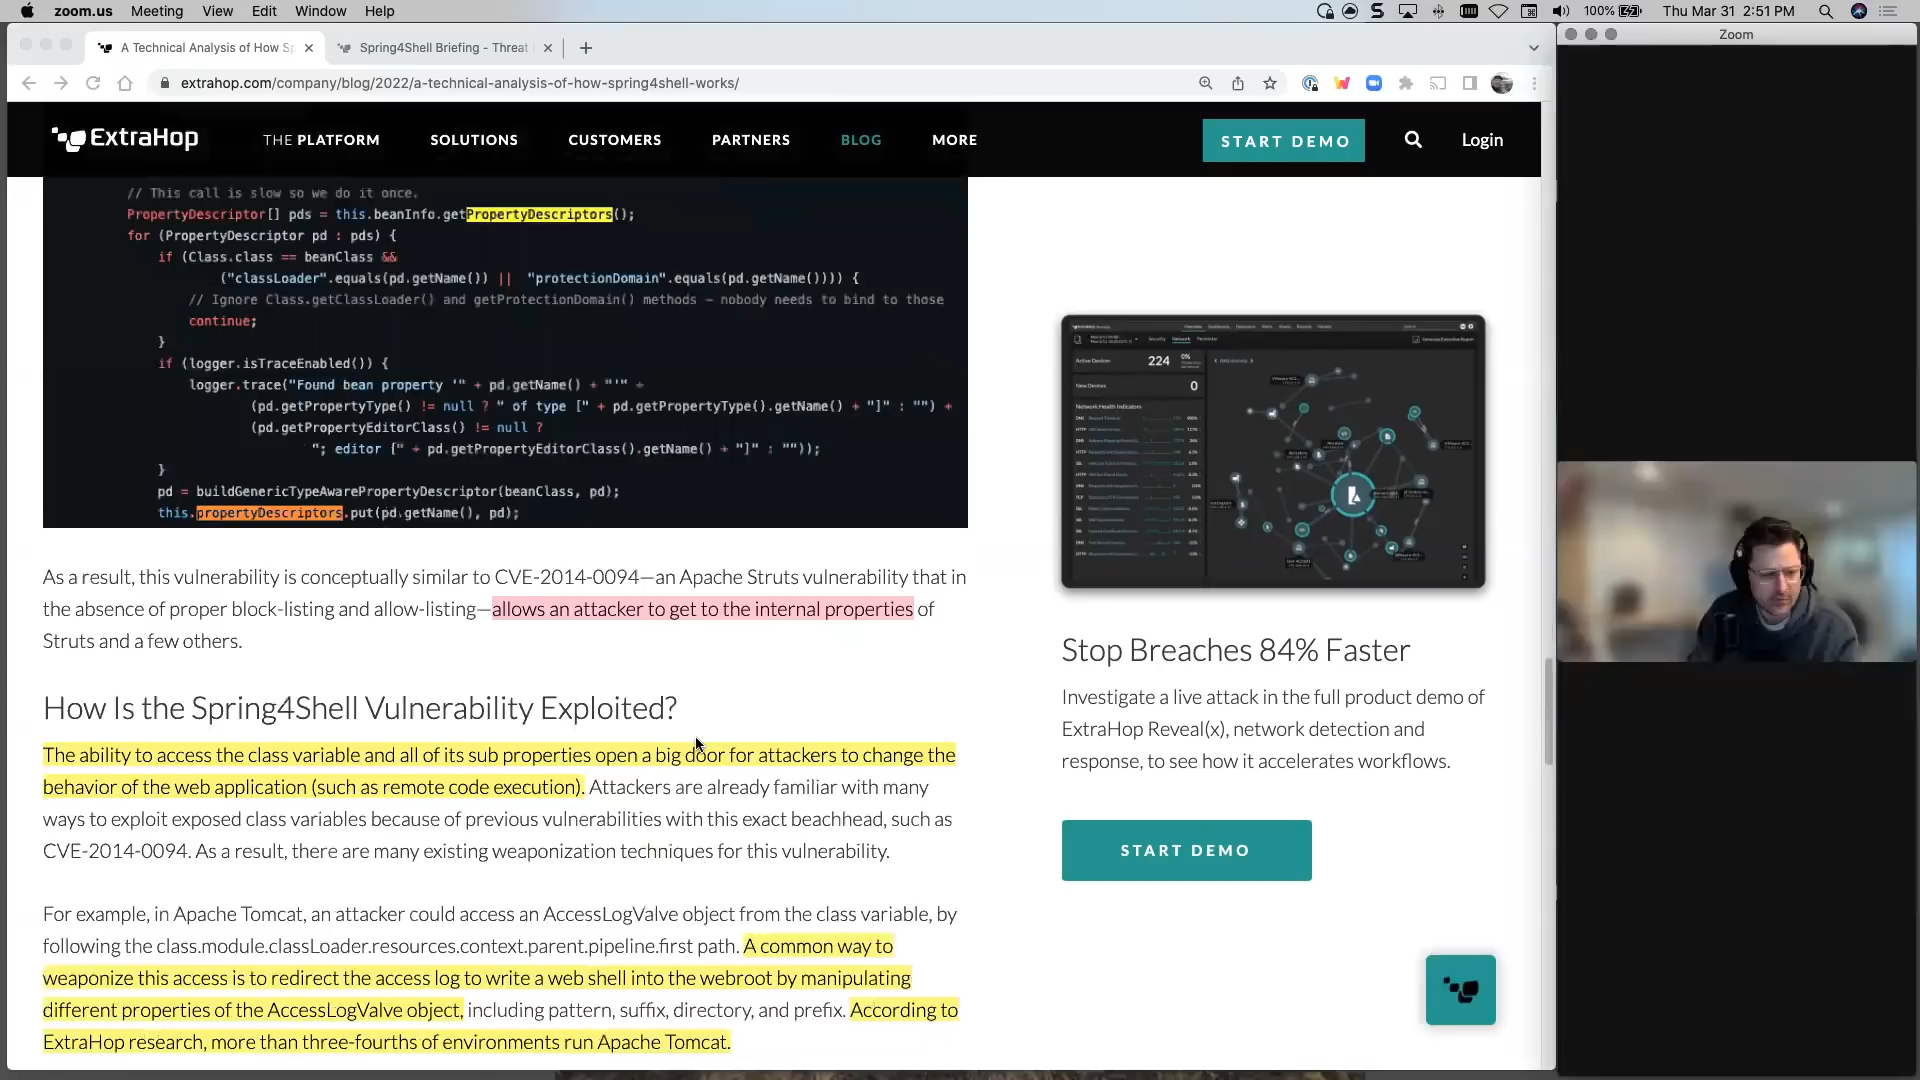 zoom.us Meeting View Edit Window Help
100% Thu Mar 31 2:51 PM
A Technical Analysis of How Sp
Spring4Shell Briefing - Threat
Zoom
extrahop.com/company/blog/2022/a-technical-analysis-of-how-spring4shell-works/
ExtraHop THE PLATFORM SOLUTIONS CUSTOMERS PARTNERS BLOG MORE START DEMO Login
// This call is slow so we do it once.
PropertyDescriptor[] pds = this.beanInfo.getPropertyDescriptors();
for (PropertyDescriptor pd : pds) {
if (Class.class == beanClass &&
("classLoader".equals(pd.getName()) || "protectionDomain".equals(pd.getName()))) {
// Ignore Class.getClassLoader() and getProtectionDomain() methods - nobody needs to bind to those
continue;
}
if (logger.isTraceEnabled()) {
logger.trace("Found bean property '" + pd.getName() + "'" +
(pd.getPropertyType() != null ? " of type [" + pd.getPropertyType().getName() + "]" : "") +
(pd.getPropertyEditorClass() != null ?
"; editor [" + pd.getPropertyEditorClass().getName() + "]" : ""));
}
pd = buildGenericTypeAwarePropertyDescriptor(beanClass, pd);
this.propertyDescriptors.put(pd.getName(), pd);
As a result, this vulnerability is conceptually similar to CVE-2014-0094—an Apache Struts vulnerability that in
the absence of proper block-listing and allow-listing—allows an attacker to get to the internal properties of
Struts and a few others.
How Is the Spring4Shell Vulnerability Exploited?
The ability to access the class variable and all of its sub properties open a big door for attackers to change the
behavior of the web application (such as remote code execution). Attackers are already familiar with many
ways to exploit exposed class variables because of previous vulnerabilities with this exact beachhead, such as
CVE-2014-0094. As a result, there are many existing weaponization techniques for this vulnerability.
For example, in Apache Tomcat, an attacker could access an AccessLogValve object from the class variable, by
following the class.module.classLoader.resources.context.parent.pipeline.first path. A common way to
weaponize this access is to redirect the access log to write a web shell into the webroot by manipulating
different properties of the AccessLogValve object, including pattern, suffix, directory, and prefix. According to
ExtraHop research, more than three-fourths of environments run Apache Tomcat.
Active Devices 224 0%
New Devices 0
Network Health Indicators
Stop Breaches 84% Faster
Investigate a live attack in the full product demo of
ExtraHop Reveal(x), network detection and
response, to see how it accelerates workflows.
START DEMO